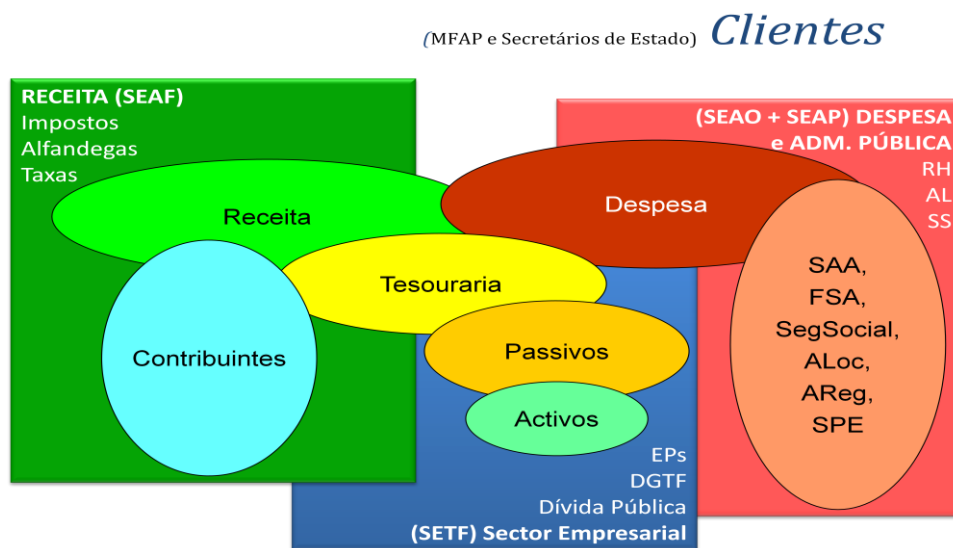 (MFAP e Secretários de Estado) Clientes
RECEITA (SEAF)
Impostos
Alfandegas
Taxas
(SEAO + SEAP) DESPESA
e ADM. PÚBLICA
RH
AL
SS
Receita
Despesa
Tesouraria
Contribuintes
Passivos
Activos
SAA,
FSA,
SegSocial,
ALoc,
AReg,
SPE
EPs
DGTF
Dívida Pública
(SETF) Sector Empresarial